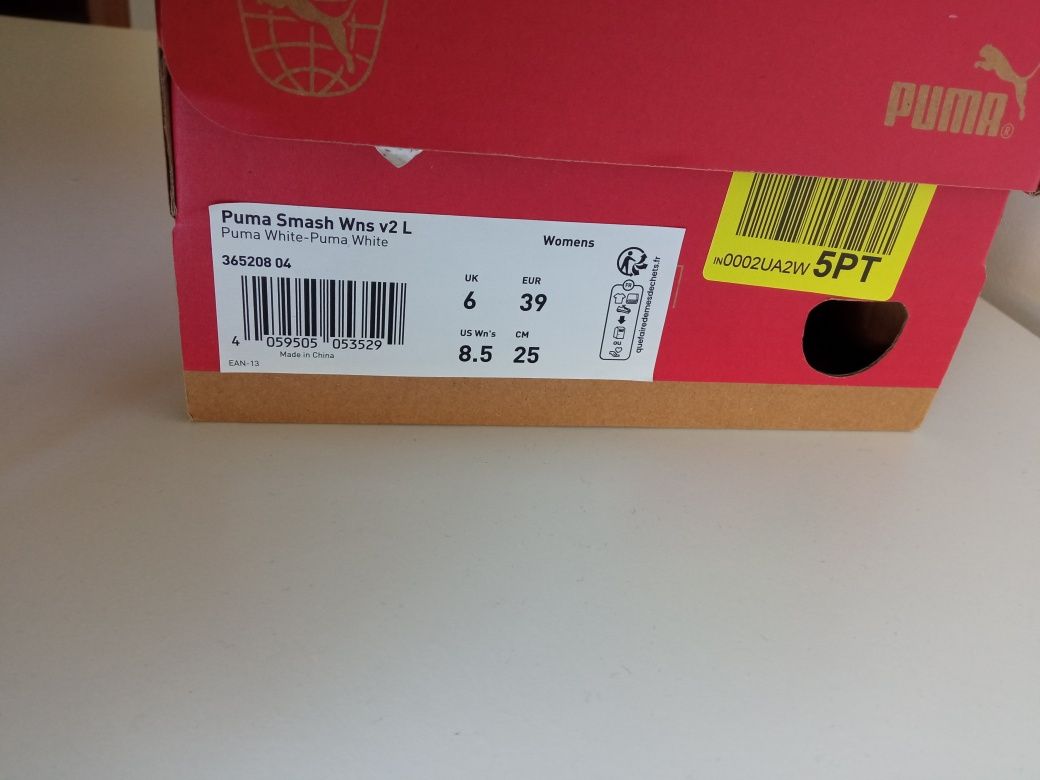 PUMA®
Puma Smash Wns v2 L
Puma White-Puma White
Womens
365208 04
UK
6
EUR
39
US Wn's
8.5
CM
25
4 059505 053529
Made in China
EAN-13
FR
quefairedemesdechets.fr
IN0002UA2W 5PT